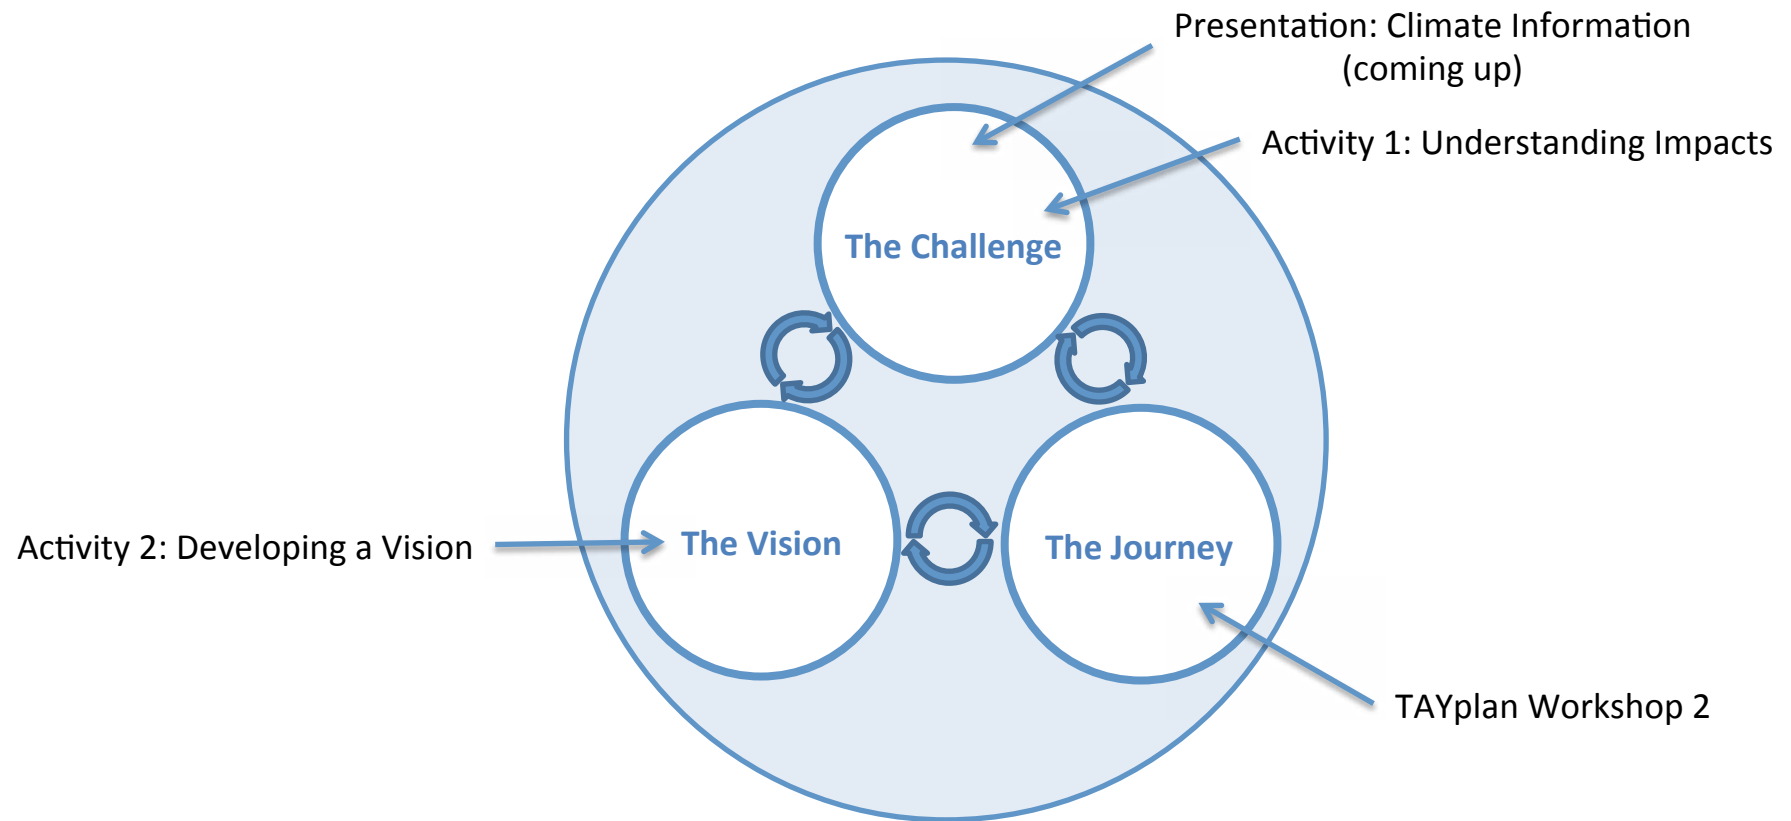 Presentation: Climate Information
(coming up)
Activity 1: Understanding Impacts
The Challenge
Activity 2: Developing a Vision
The Vision
The Journey
TAYplan Workshop 2